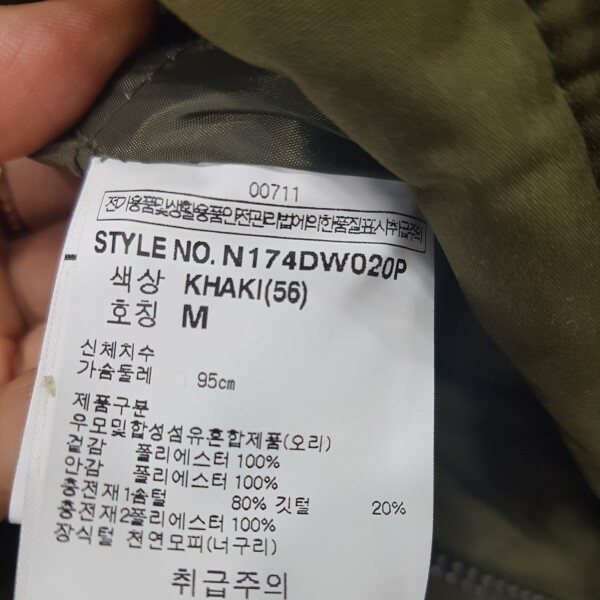 00711
전기용품및생활용품안전관리법에의한품질표시취급주의
STYLE NO. N174DW020P
색상 KHAKI(56)
호칭 M
신체치수
가슴둘레 95cm
제품구분
우모및합성섬유혼합제품(오리)
겉감 폴리에스터 100%
안감 폴리에스터 100%
충전재1솜털 80% 깃털 20%
충전재2폴리에스터 100%
장식털 천연모피(너구리)
취급주의